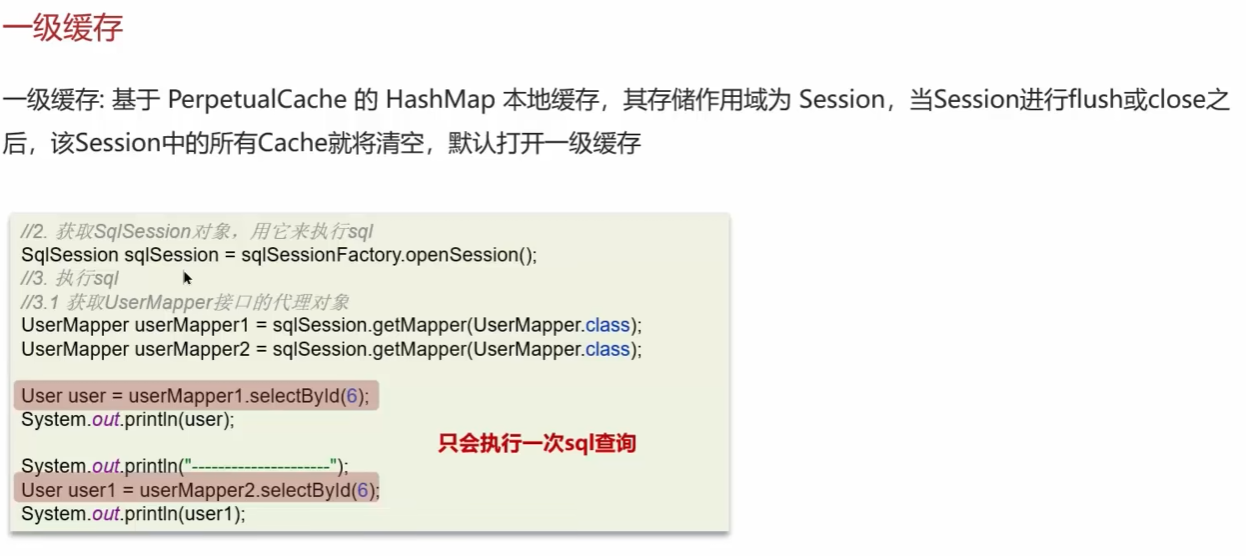 一级缓存
一级缓存: 基于 PerpetualCache 的 HashMap 本地缓存，其存储作用域为 Session，当Session进行flush或close之
后，该Session中的所有Cache就将清空，默认打开一级缓存
//2. 获取SqlSession对象，用它来执行sql
SqlSession sqlSession = sqlSessionFactory.openSession();
//3. 执行sql
//3.1 获取UserMapper接口的代理对象
UserMapper userMapper1 = sqlSession.getMapper(UserMapper.class);
UserMapper userMapper2 = sqlSession.getMapper(UserMapper.class);
User user = userMapper1.selectById(6);
System.out.println(user);
只会执行一次sql查询
System.out.println("---------------------");
User user1 = userMapper2.selectById(6);
System.out.println(user1);